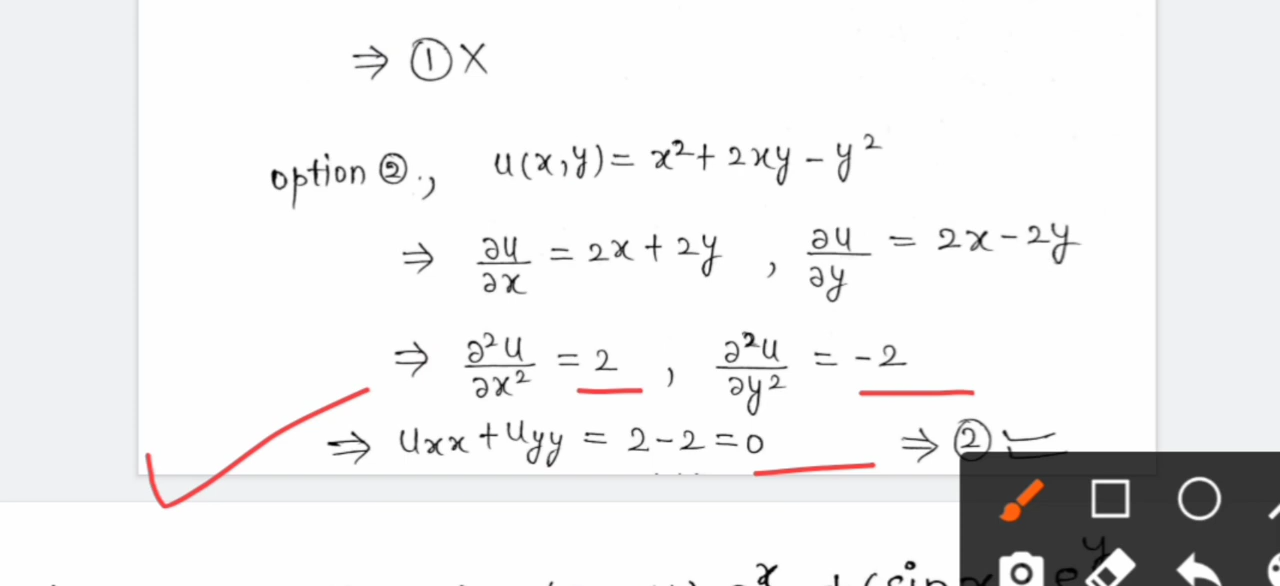 ⇒ ① X
option ②., u(x,y) = x² + 2xy - y²
⇒ ∂u/∂x = 2x + 2y , ∂u/∂y = 2x - 2y
⇒ ∂²u/∂x² = 2 , ∂²u/∂y² = -2
⇒ uxx + uyy = 2 - 2 = 0 ⇒ ②